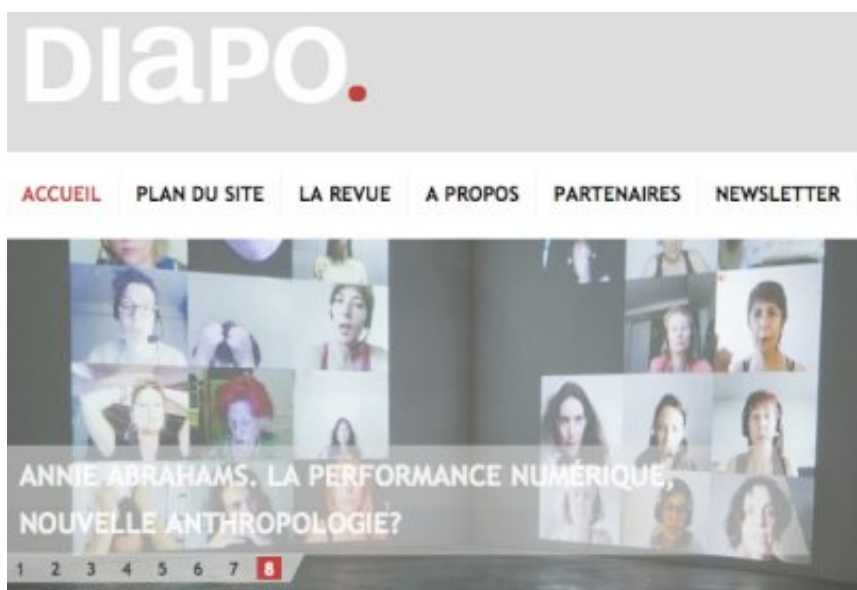 DIaPO.
ACCUEIL PLAN DU SITE LA REVUE A PROPOS PARTENAIRES NEWSLETTER
ANNIE ABRAHAMS. LA PERFORMANCE NUMÉRIQUE,
NOUVELLE ANTHROPOLOGIE?
1 2 3 4 5 6 7 8